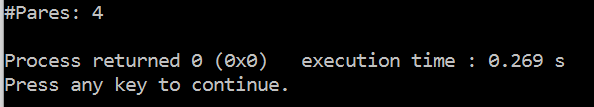 #Pares: 4
Process returned 0 (0x0)   execution time : 0.269 s
Press any key to continue.